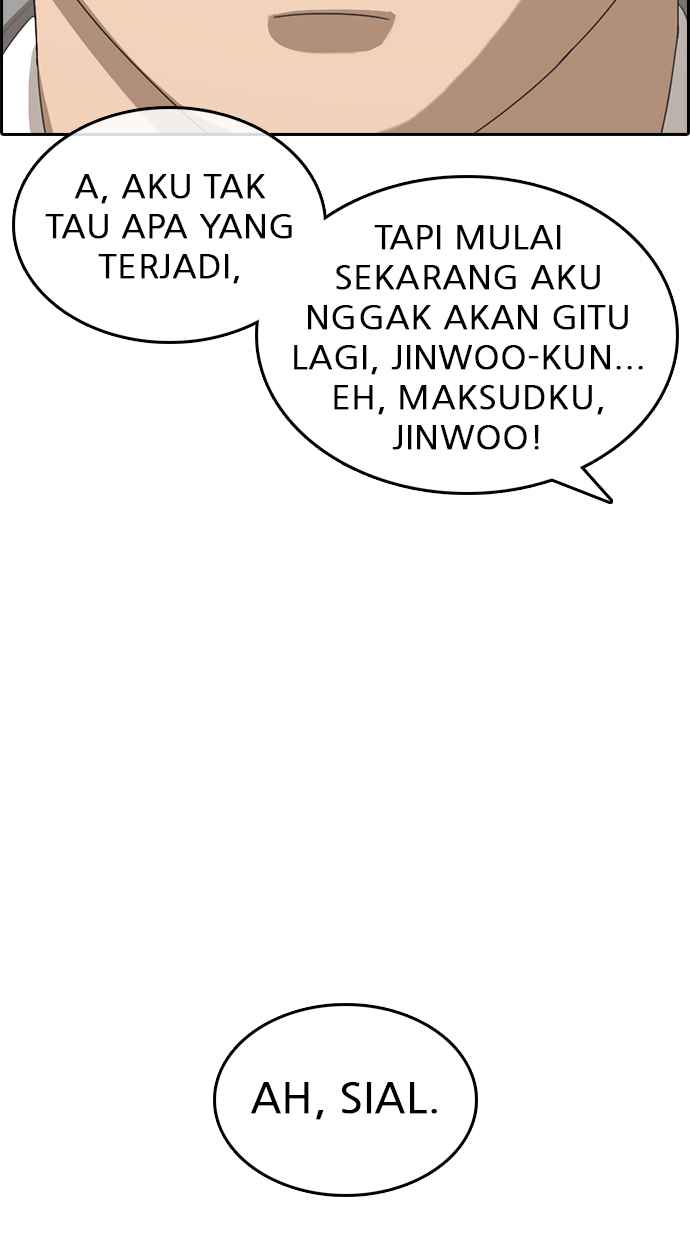 A, AKU TAK
TAU APA YANG
TERJADI,
TAPI MULAI
SEKARANG AKU
NGGAK AKAN GITU
LAGI, JINWOO-KUN...
EH, MAKSUDKU,
JINWOO!
AH, SIAL.